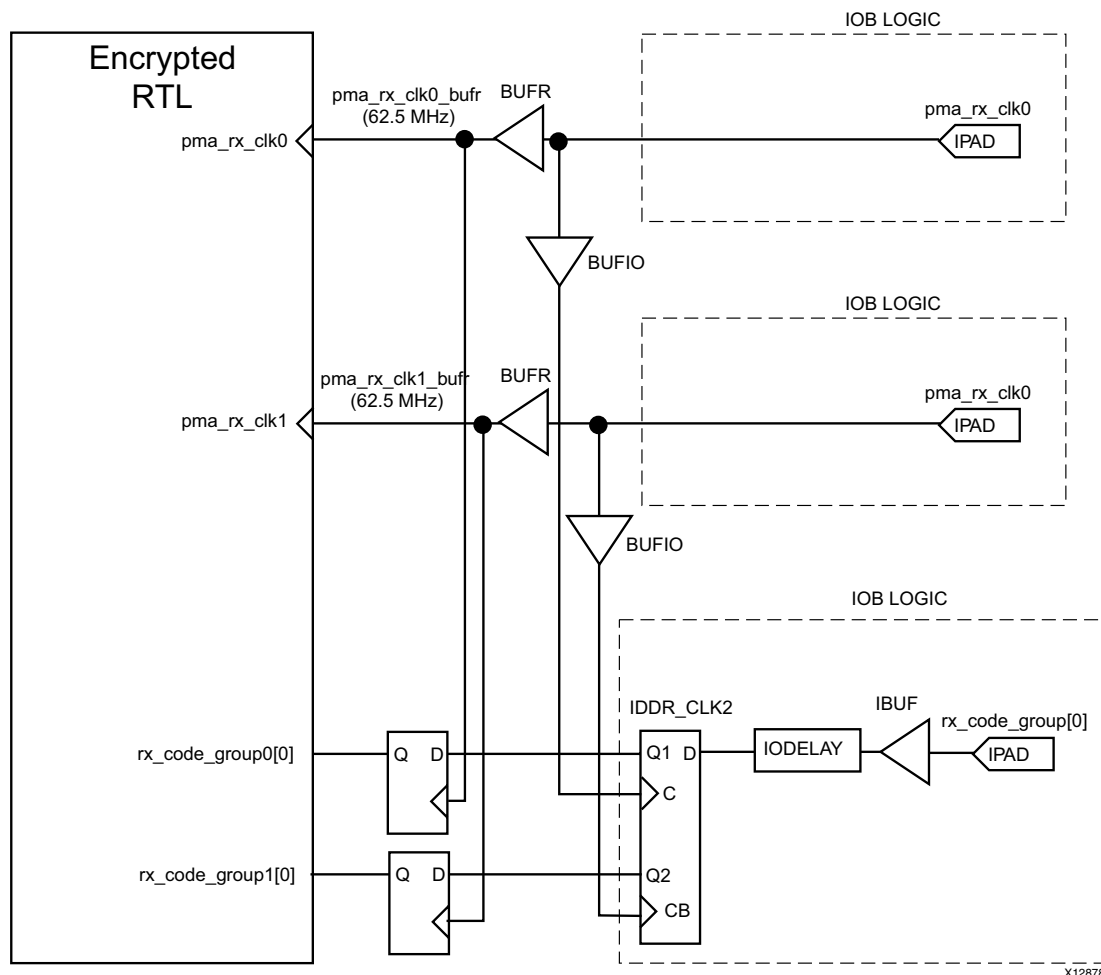 IOB LOGIC
Encrypted
RTL
pma_rx_clk0_bufr
(62.5 MHz)
BUFR
pma_rx_clk0
IPAD
pma_rx_clk0
BUFIO
IOB LOGIC
pma_rx_clk1_bufr
(62.5 MHz)
BUFR
pma_rx_clk0
IPAD
pma_rx_clk1
BUFIO
IOB LOGIC
IDDR_CLK2
IBUF
rx_code_group[0]
rx_code_group0[0]
Q D
Q1 D
IODELAY
IPAD
C
rx_code_group1[0]
Q D
Q2
CB
X12878